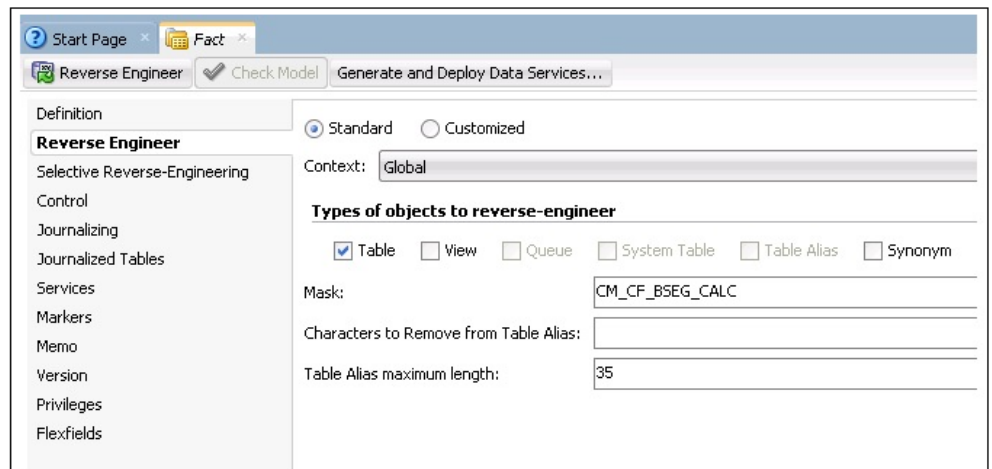 Start Page Fact
Reverse Engineer Check Model Generate and Deploy Data Services...
Definition
Reverse Engineer
Selective Reverse-Engineering
Control
Journalizing
Journalized Tables
Services
Markers
Memo
Version
Privileges
Flexfields
Standard Customized
Context: Global
Types of objects to reverse-engineer
Table View Queue System Table Table Alias Synonym
Mask: CM_CF_BSEG_CALC
Characters to Remove from Table Alias:
Table Alias maximum length: 35